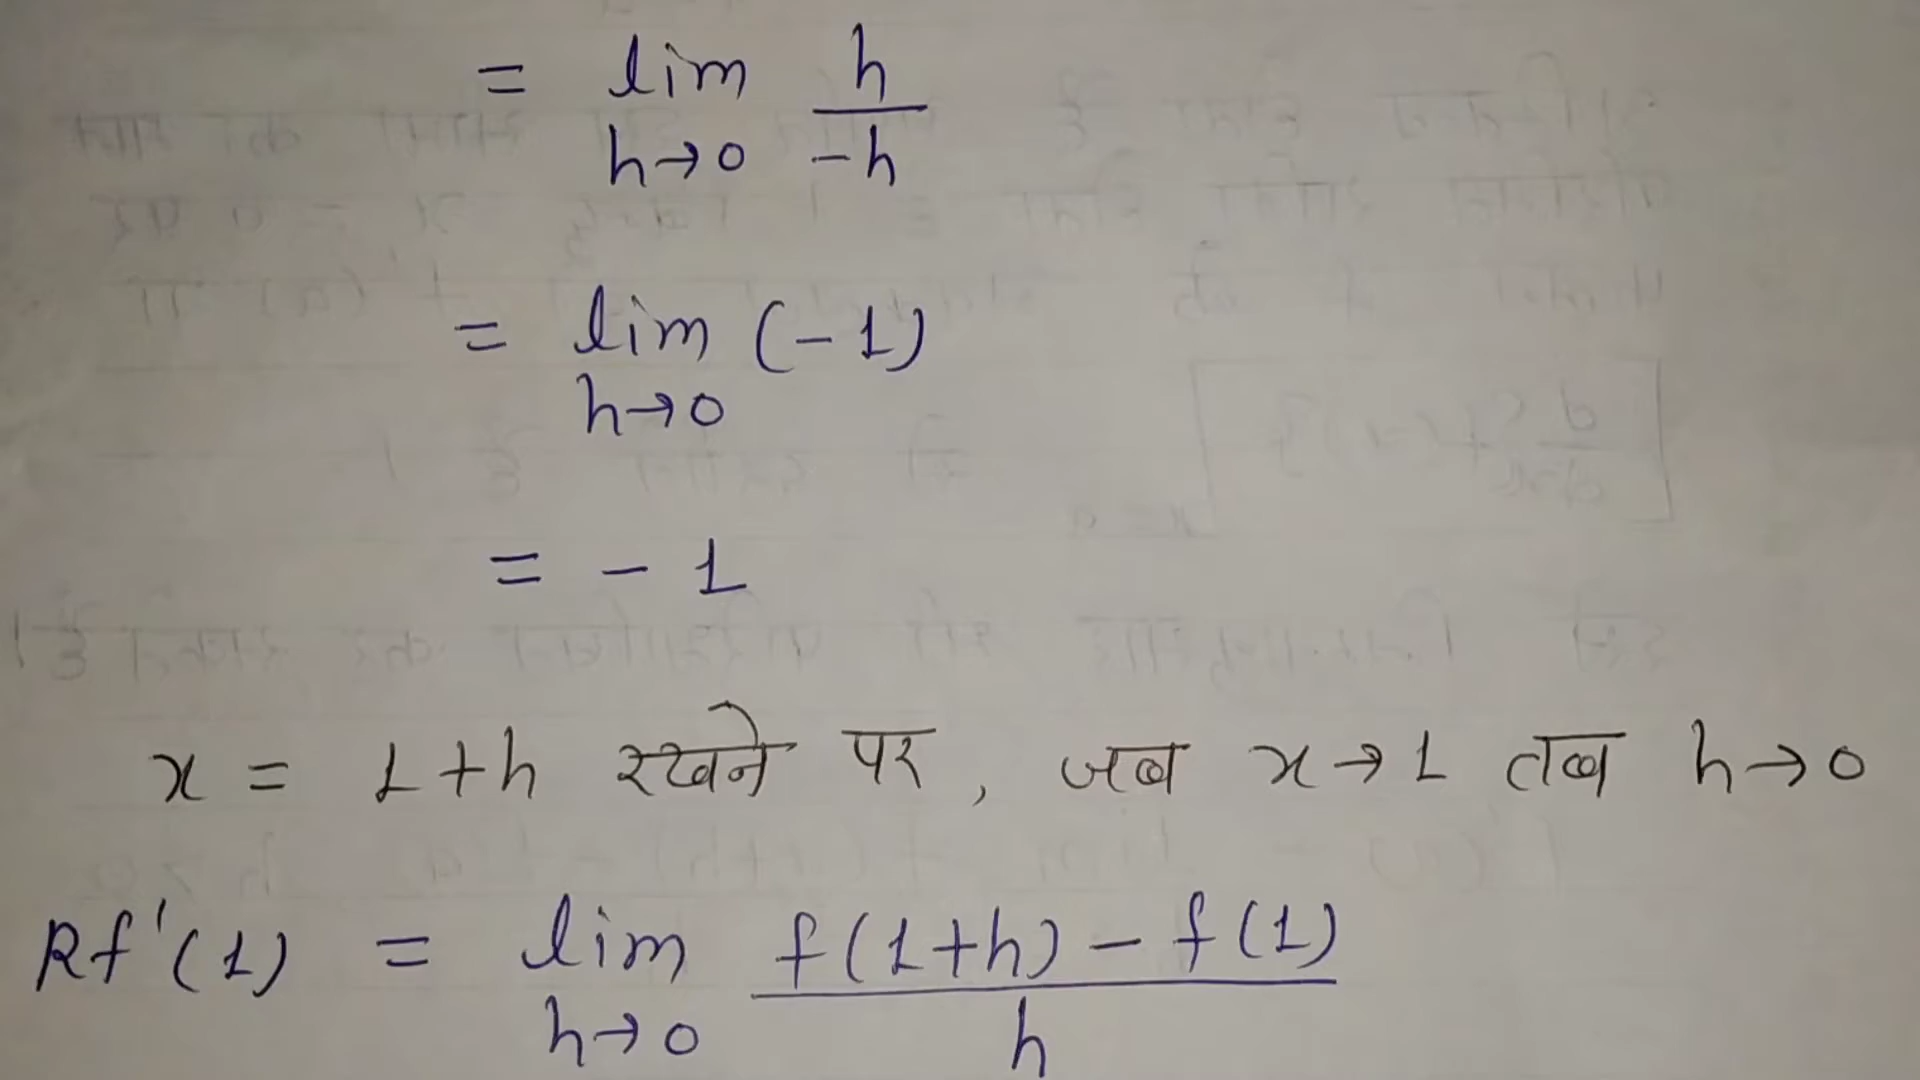 = lim h/-h
h→0
= lim (-1)
h→0
= - 1
x = 1+h रखने पर, जब x→1 तब h→0
Rf'(1) = lim f(1+h) - f(1)
h→0 h